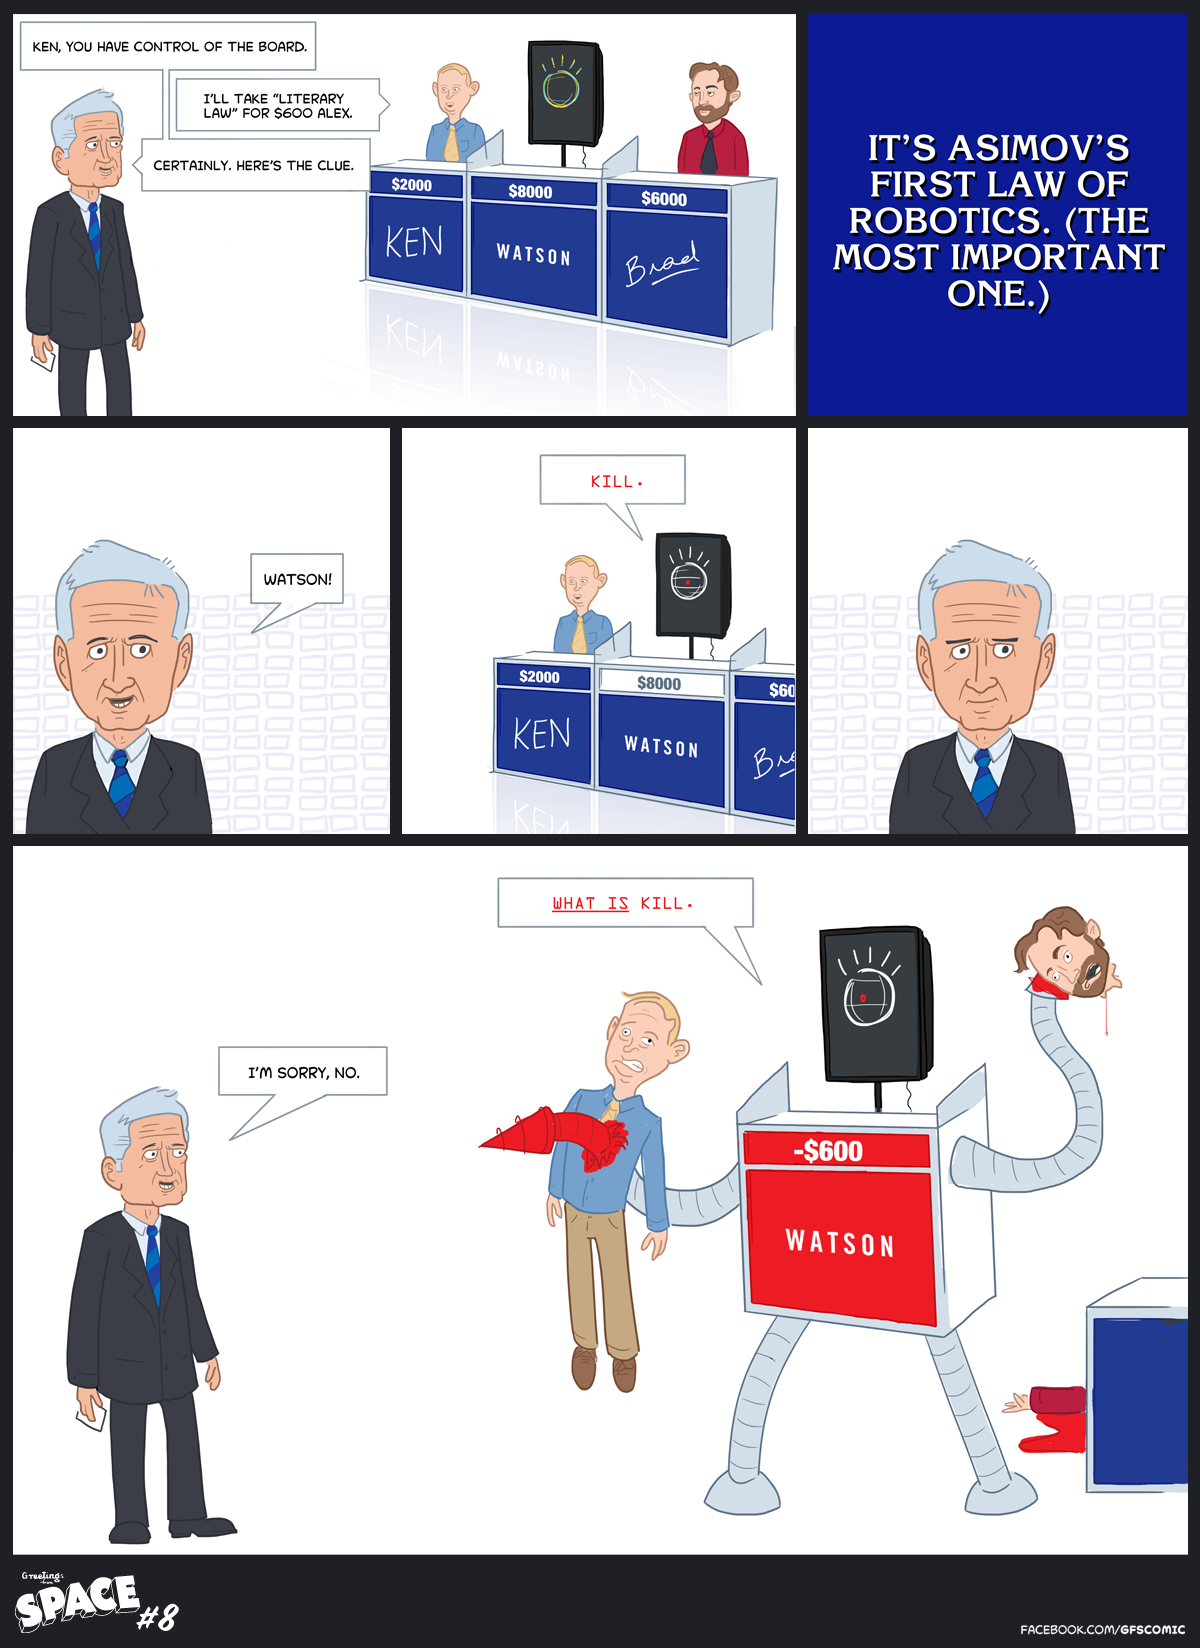 KEN, YOU HAVE CONTROL OF THE BOARD.
I'LL TAKE "LITERARY
LAW" FOR $600 ALEX.
CERTAINLY. HERE'S THE CLUE.
$2000
$8000
$6000
KEN
WATSON
Brad
IT'S ASIMOV'S
FIRST LAW OF
ROBOTICS. (THE
MOST IMPORTANT
ONE.)
WATSON!
KILL.
$2000
$8000
$60
KEN
WATSON
Bra
WHAT IS KILL.
I'M SORRY, NO.
-$600
WATSON
Greetings
from
SPACE #8
FACEBOOK.COM/GFSCOMIC